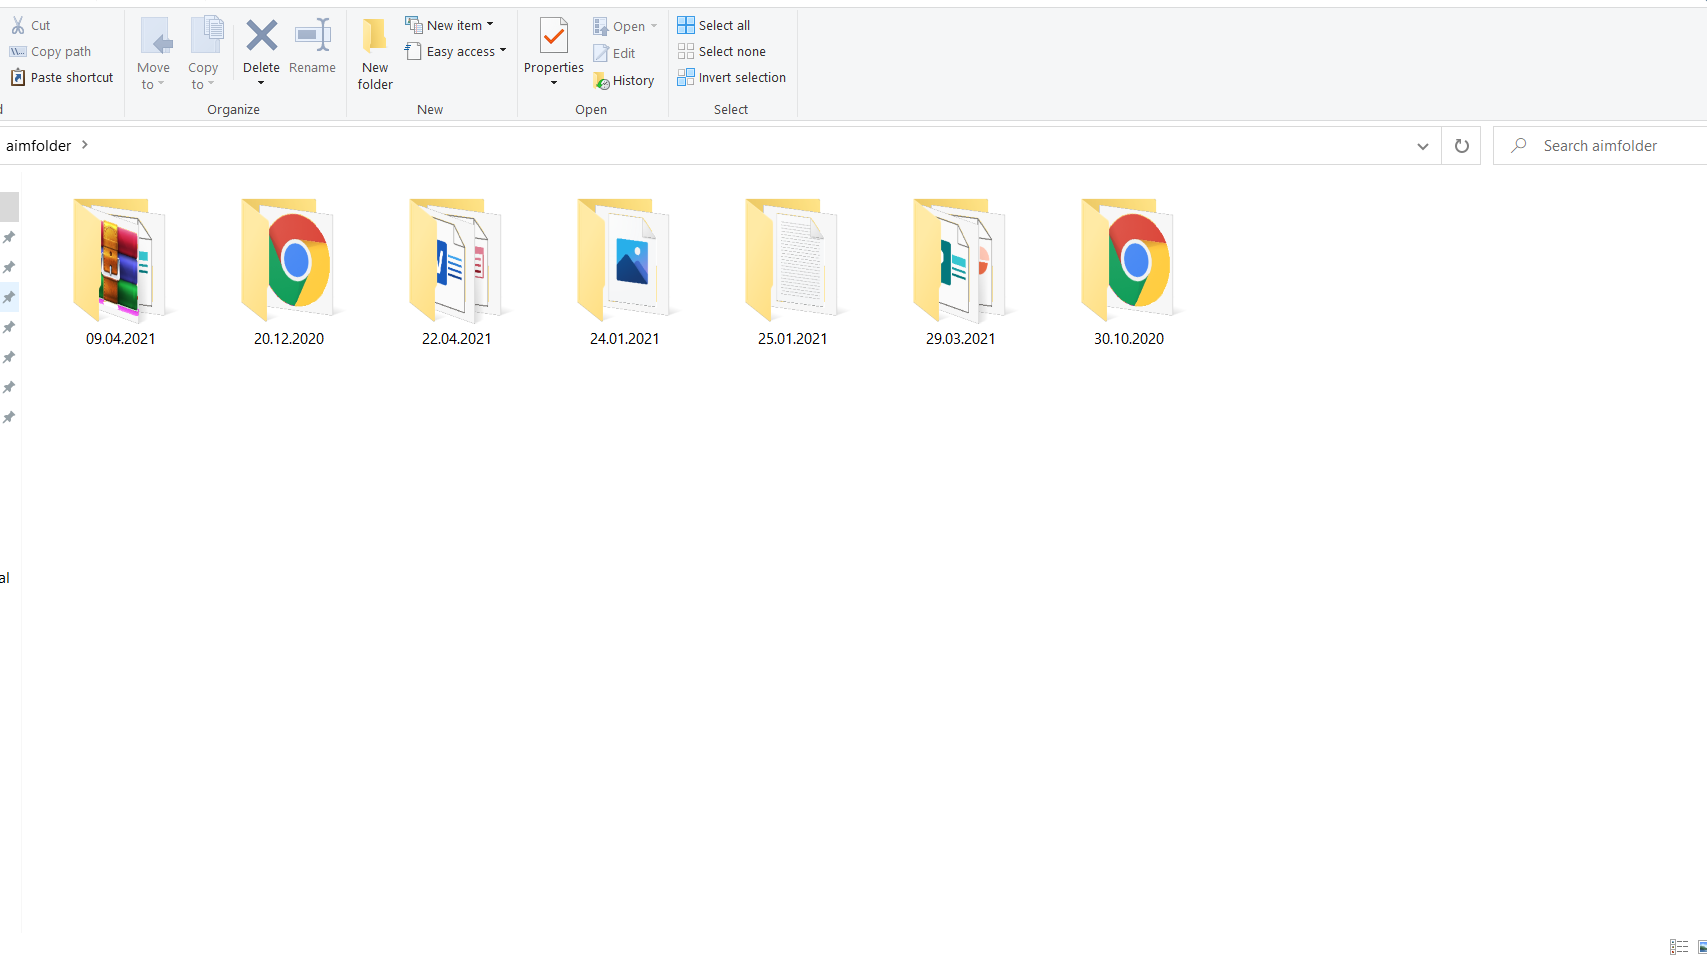 Cut
Copy path
Paste shortcut
Move to
Copy to
Delete
Rename
Organize
New folder
New item
Easy access
New
Properties
Open
Edit
History
Open
Select all
Select none
Invert selection
Select
aimfolder
Search aimfolder
09.04.2021
20.12.2020
22.04.2021
24.01.2021
25.01.2021
29.03.2021
30.10.2020
al